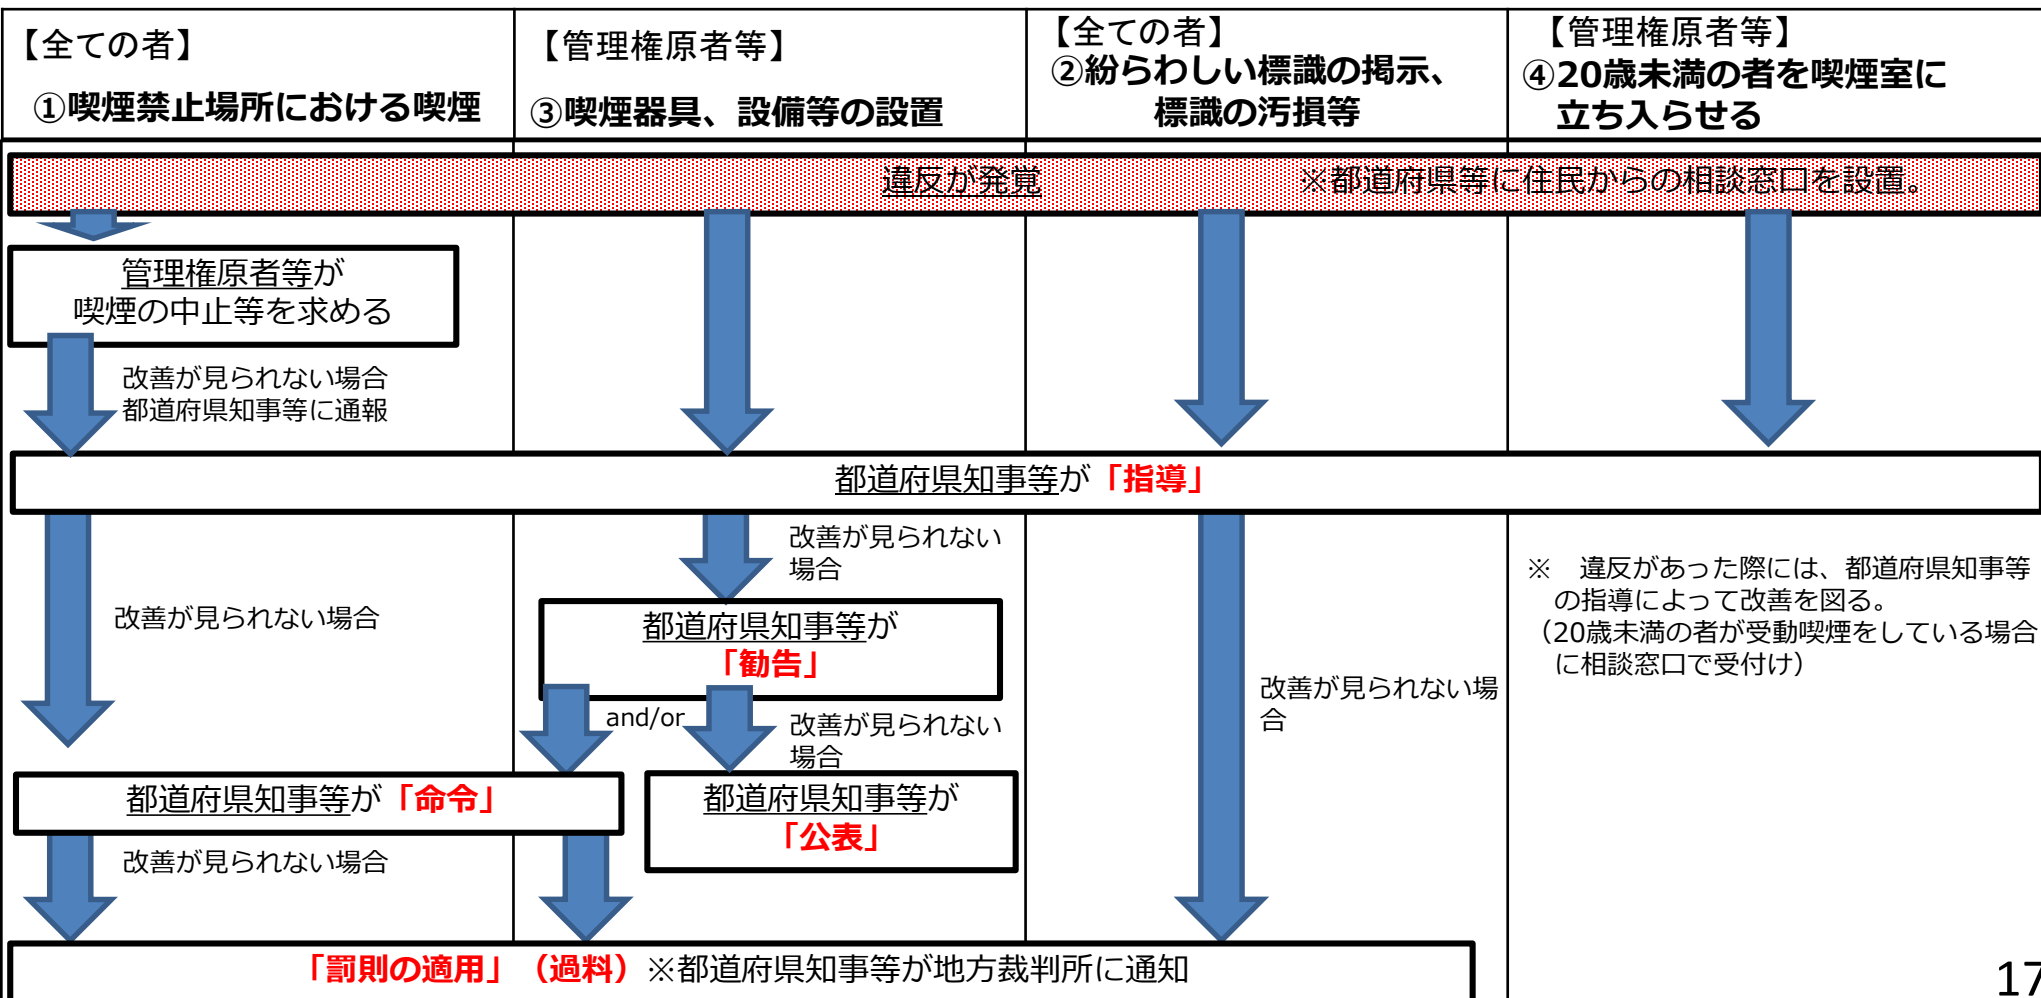 【全ての者】
①喫煙禁止場所における喫煙
【管理権原者等】
③喫煙器具、設備等の設置
【全ての者】
②紛らわしい標識の掲示、
標識の汚損等
【管理権原者等】
④20歳未満の者を喫煙室に
立ち入らせる
違反が発覚 ※都道府県等に住民からの相談窓口を設置。
管理権原者等が
喫煙の中止等を求める
改善が見られない場合
都道府県知事等に通報
都道府県知事等が「指導」
改善が見られない場合
改善が見られない
場合
都道府県知事等が
「勧告」
and/or
改善が見られない
場合
改善が見られない場
合
※ 違反があった際には、都道府県知事等
の指導によって改善を図る。
（20歳未満の者が受動喫煙をしている場合
に相談窓口で受付け）
都道府県知事等が「命令」
都道府県知事等が
「公表」
改善が見られない場合
「罰則の適用」（過料）※都道府県知事等が地方裁判所に通知
17